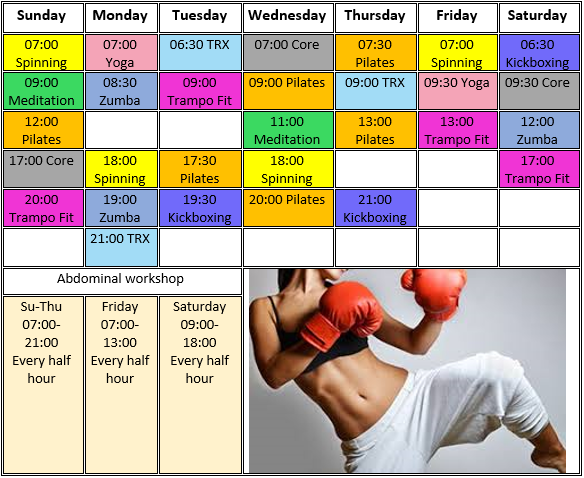 Sunday Monday Tuesday Wednesday Thursday Friday Saturday
07:00 Spinning 07:00 Yoga 06:30 TRX 07:00 Core 07:30 Pilates 07:00 Spinning 06:30 Kickboxing
09:00 Meditation 08:30 Zumba 09:00 Trampo Fit 09:00 Pilates 09:00 TRX 09:30 Yoga 09:30 Core
12:00 Pilates 11:00 Meditation 13:00 Pilates 13:00 Trampo Fit 12:00 Zumba
17:00 Core 18:00 Spinning 17:30 Pilates 18:00 Spinning 17:00 Trampo Fit
20:00 Trampo Fit 19:00 Zumba 19:30 Kickboxing 20:00 Pilates 21:00 Kickboxing
21:00 TRX
Abdominal workshop
Su-Thu Friday Saturday
07:00- 07:00- 09:00-
21:00 13:00 18:00
Every half Every half Every half
hour hour hour